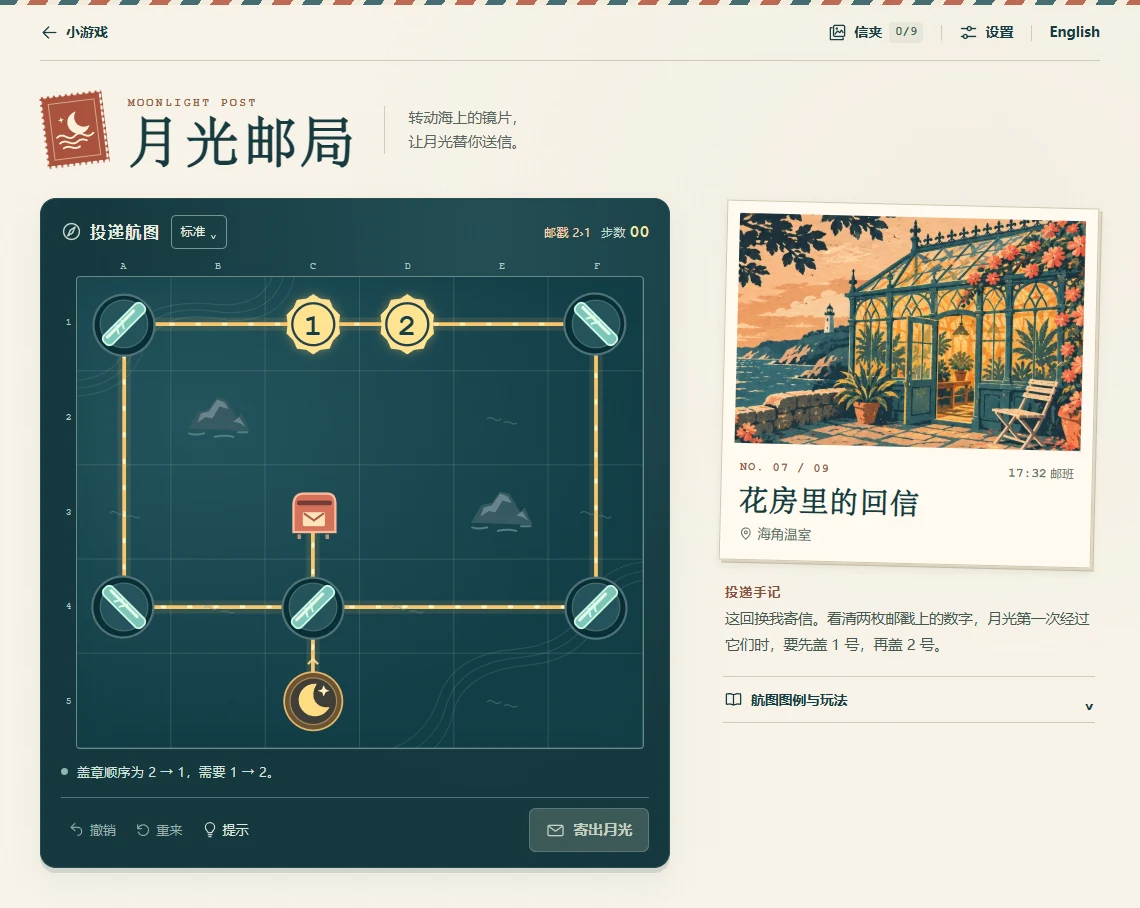 小游戏
信夹 0/9
设置
English
MOONLIGHT POST
月光邮局
转动海上的镜片，
让月光替你送信。
投递航图
标准
邮戳 2›1 步数 00
A B C D E F
1
1 2
2
3
4
5
盖章顺序为 2 → 1，需要 1 → 2。
撤销
重来
提示
寄出月光
NO. 07 / 09
17:32 邮班
花房里的回信
海角温室
投递手记
这回换我寄信。看清两枚邮戳上的数字，月光第一次经过
它们时，要先盖 1 号，再盖 2 号。
航图图例与玩法